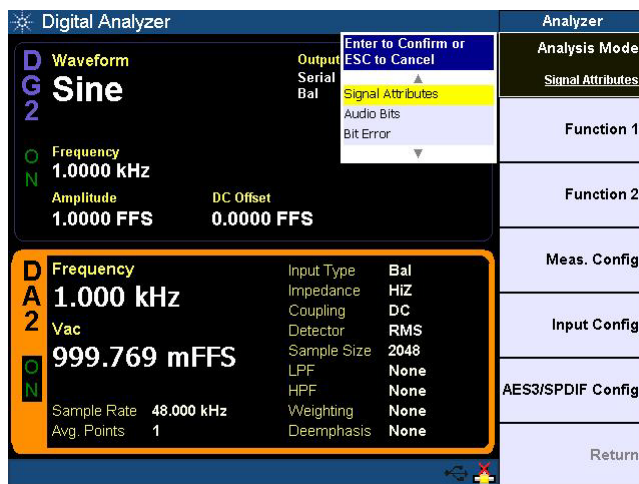 Digital Analyzer
Analyzer
DG2
ON
Waveform
Sine
Output
Serial
Bal
Frequency
1.0000 kHz
Amplitude
1.0000 FFS
DC Offset
0.0000 FFS
Enter to Confirm or
ESC to Cancel
Signal Attributes
Audio Bits
Bit Error
DA2
ON
Frequency
1.000 kHz
Vac
999.769 mFFS
Sample Rate 48.000 kHz
Avg. Points 1
Input Type Bal
Impedance HiZ
Coupling DC
Detector RMS
Sample Size 2048
LPF None
HPF None
Weighting None
Deemphasis None
Analysis Mode
Signal Attributes
Function 1
Function 2
Meas. Config
Input Config
AES3/SPDIF Config
Return